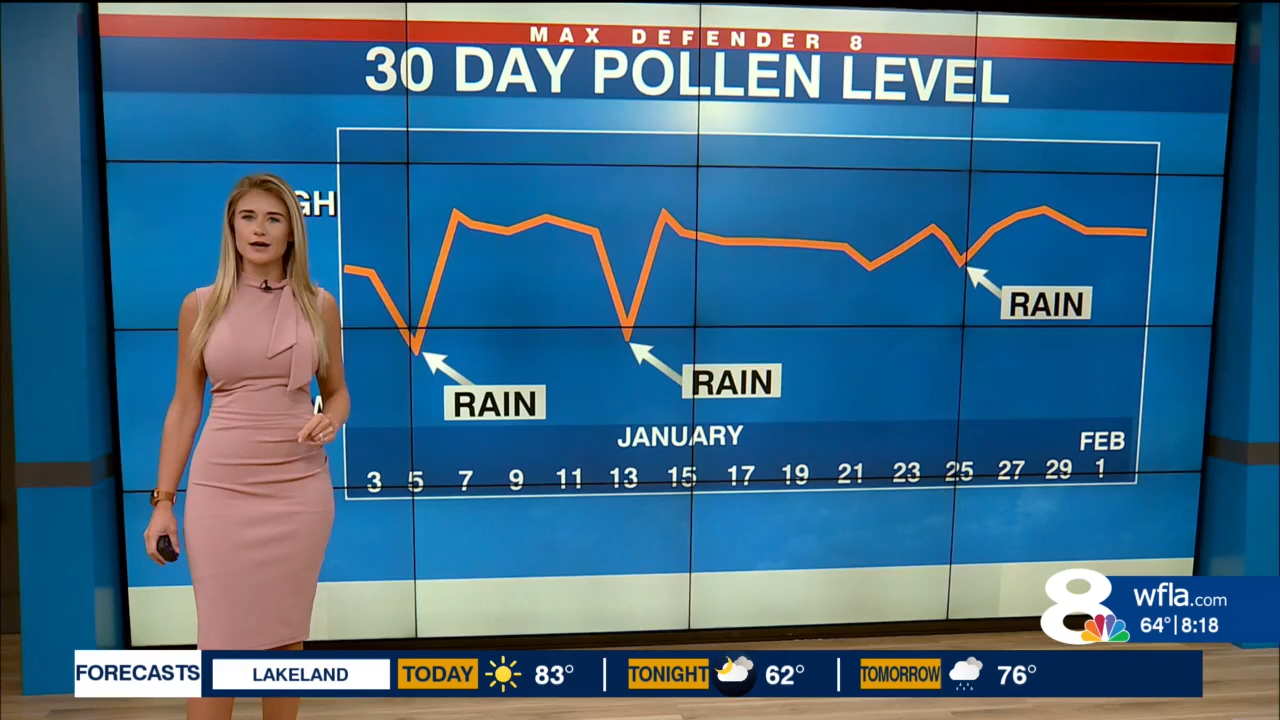 MAX DEFENDER 8
30 DAY POLLEN LEVEL
GH
RAIN
RAIN
RAIN
JANUARY
FEB
3 5 7 9 11 13 15 17 19 21 23 25 27 29 1
8 wfla.com
64° 8:18
FORECASTS LAKELAND TODAY 83° TONIGHT 62° TOMORROW 76°